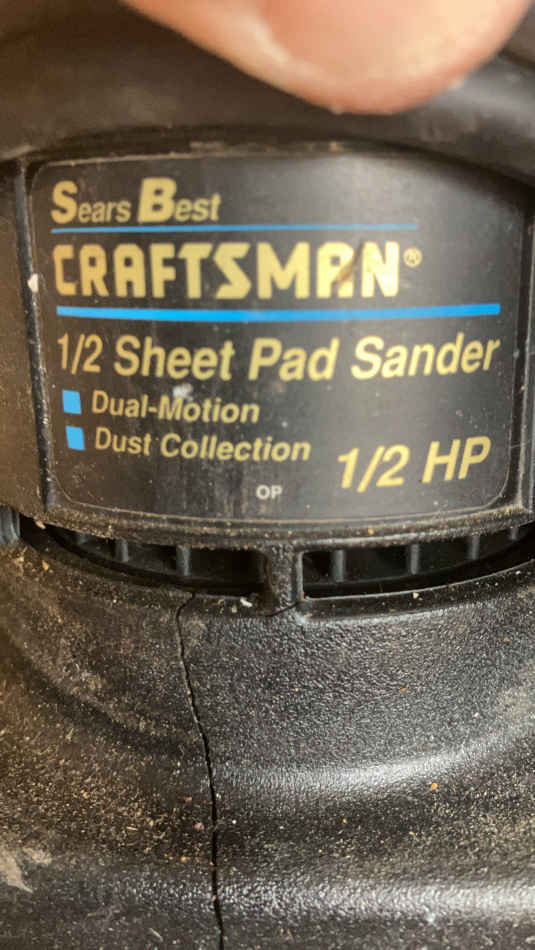 Sears Best
CRAFTSMAN®
1/2 Sheet Pad Sander
Dual-Motion
Dust Collection
1/2 HP
OP